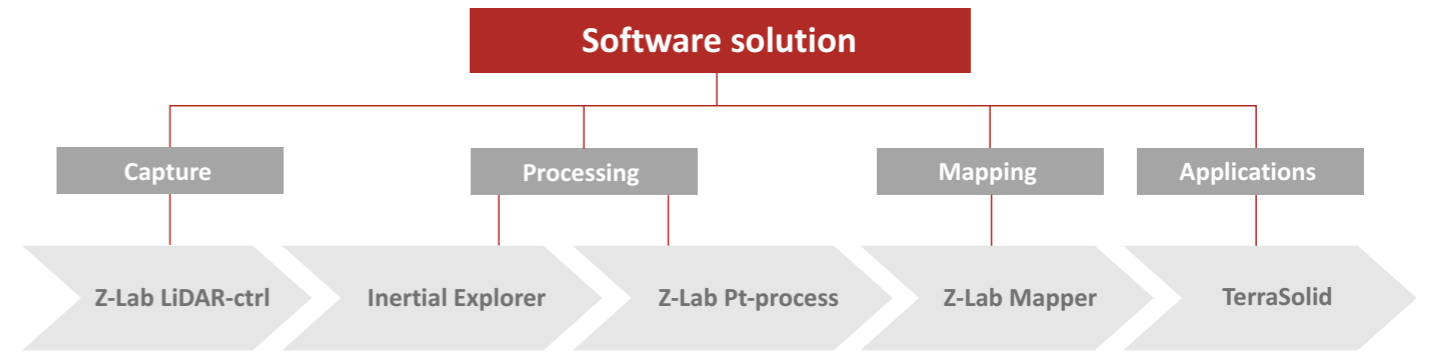 Software solution
Capture
Processing
Mapping
Applications
Z-Lab LiDAR-ctrl
Inertial Explorer
Z-Lab Pt-process
Z-Lab Mapper
TerraSolid